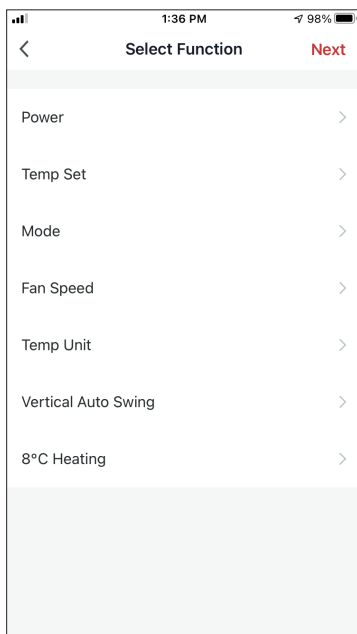 1:36 PM 98%
Select Function Next
Power
Temp Set
Mode
Fan Speed
Temp Unit
Vertical Auto Swing
8°C Heating